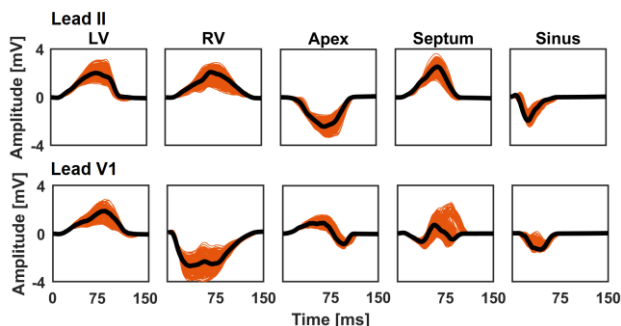 Lead II
LV RV Apex Septum Sinus
Amplitude [mV]
4
0
-4
Lead V1
Amplitude [mV]
4
0
-4
0 75 150 75 150 75 150 75 150 75 150
Time [ms]